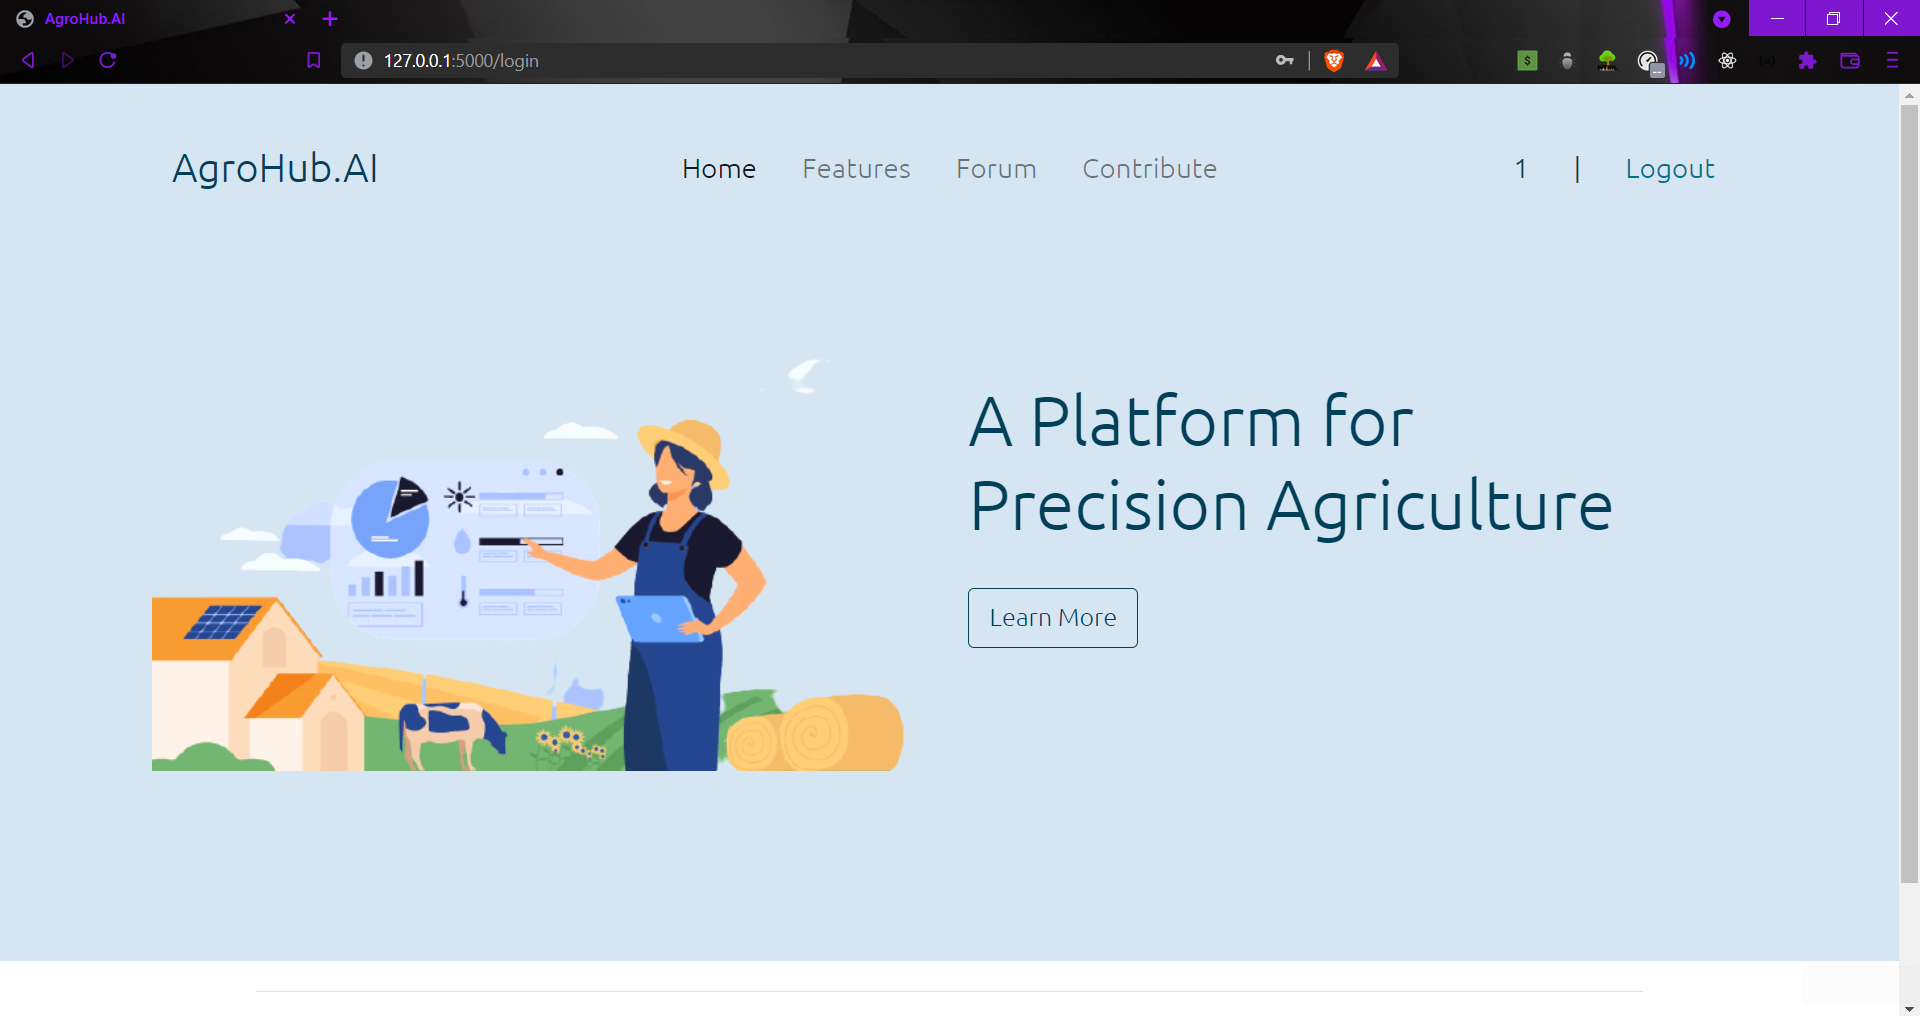 AgroHub.AI
127.0.0.1:5000/login
AgroHub.AI
Home Features Forum Contribute
1 | Logout
A Platform for
Precision Agriculture
Learn More